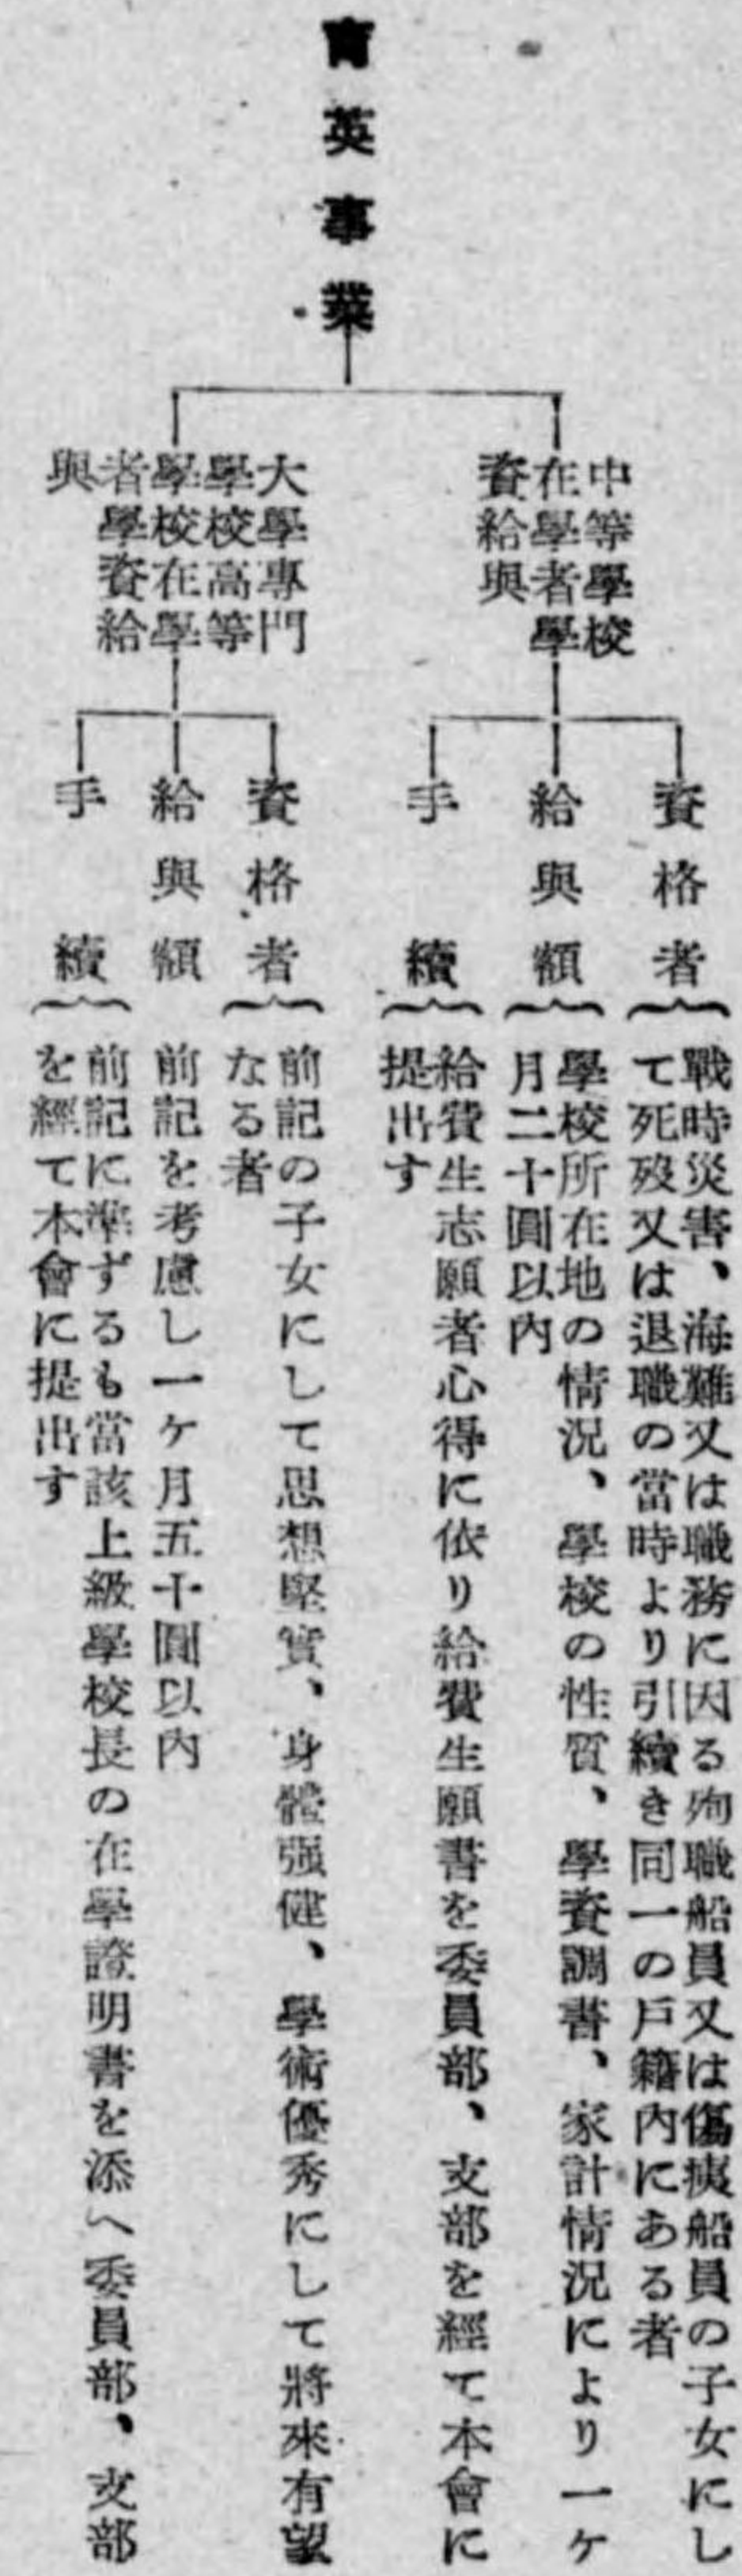 育英事業
中等學校
在學者學
資給與
資格者
戰時災害、海難又は職務に因る殉職船員又は傷痍船員の子女にし
て死歿又は退職の當時より引續き同一の戸籍內にある者
給與額
學校所在地の情況、學校の性質、學資調書、家計情況により一ケ
月二十圓以內
手續
給費生志願者心得に依り給費生願書を委員部、支部を經て本會に
提出す
大學專門
學校高等
學校在學
者學資給
與
資格者
前記の子女にして思想堅實、身體强健、學術優秀にして將來有望
なる者
給與額
前記を考慮し一ケ月五十圓以內
手續
前記に準ずるも當該上級學校長の在學證明書を添へ委員部、支部
を經て本會に提出す